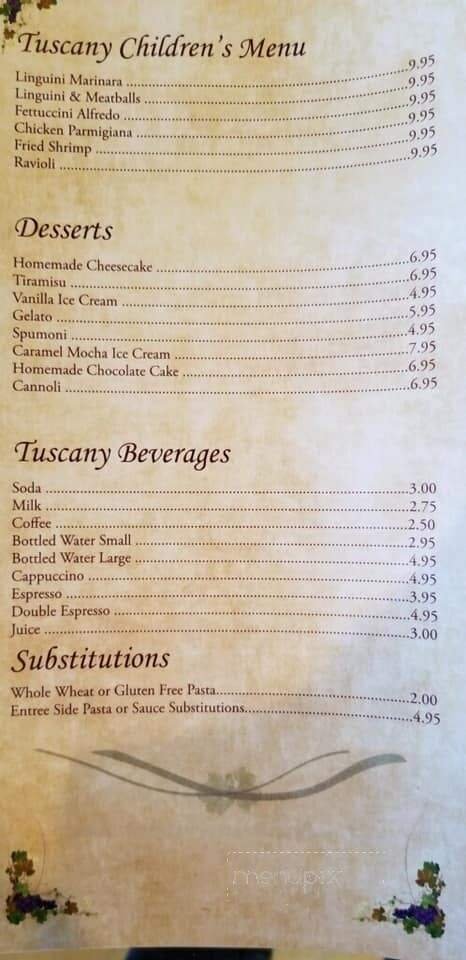 Tuscany Children's Menu
Linguini Marinara 9.95
Linguini & Meatballs 9.95
Fettuccini Alfredo 9.95
Chicken Parmigiana 9.95
Fried Shrimp 9.95
Ravioli 9.95
Desserts
Homemade Cheesecake 6.95
Tiramisu 6.95
Vanilla Ice Cream 4.95
Gelato 5.95
Spumoni 4.95
Caramel Mocha Ice Cream 7.95
Homemade Chocolate Cake 6.95
Cannoli 6.95
Tuscany Beverages
Soda 3.00
Milk 2.75
Coffee 2.50
Bottled Water Small 2.95
Bottled Water Large 4.95
Cappuccino 4.95
Espresso 3.95
Double Espresso 4.95
Juice 3.00
Substitutions
Whole Wheat or Gluten Free Pasta 2.00
Entree Side Pasta or Sauce Substitutions 4.95
menupix